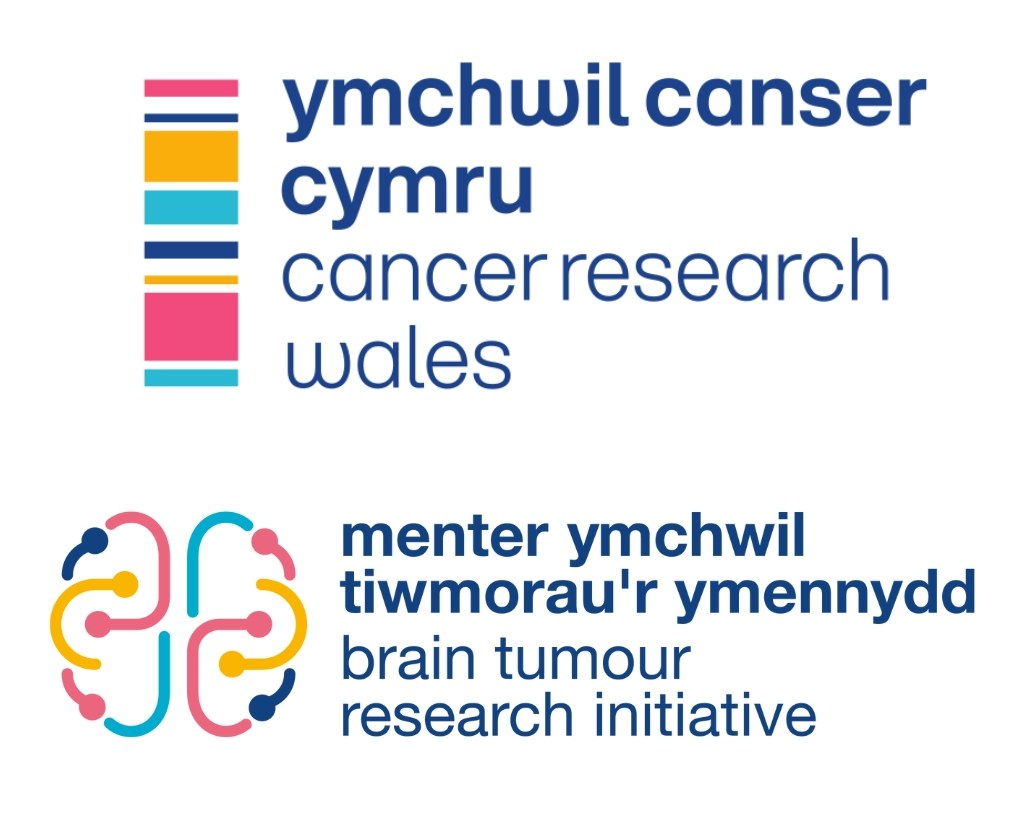 ymchwil canser
cymru
cancer research
wales
menter ymchwil
tiwmorau'r ymennydd
brain tumour
research initiative